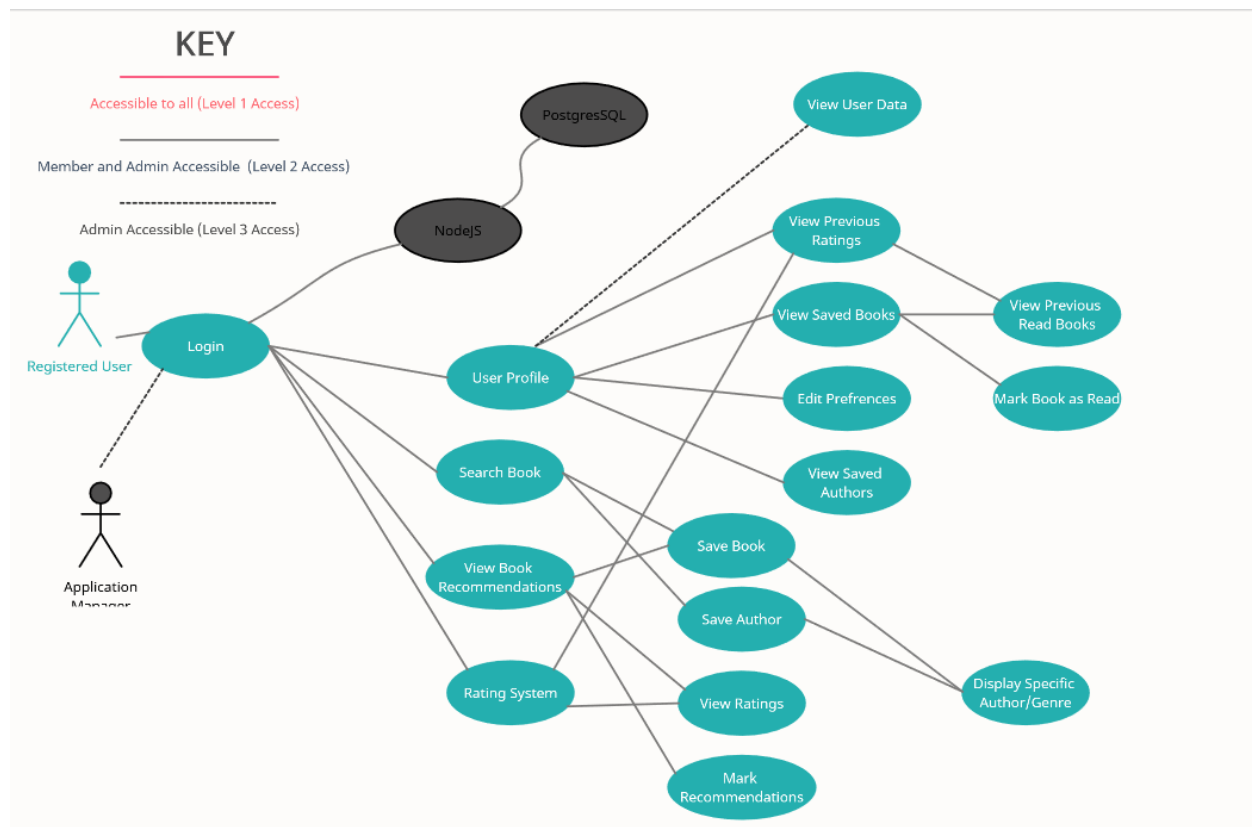 KEY
Accessible to all (Level 1 Access)
Member and Admin Accessible (Level 2 Access)
Admin Accessible (Level 3 Access)
PostgresSQL
NodeJS
Registered User
Login
Application
Manager
User Profile
Search Book
View Book
Recommendations
Rating System
View User Data
View Previous
Ratings
View Saved Books
Edit Prefrences
View Saved
Authors
Save Book
Save Author
View Ratings
Mark
Recommendations
View Previous
Read Books
Mark Book as Read
Display Specific
Author/Genre